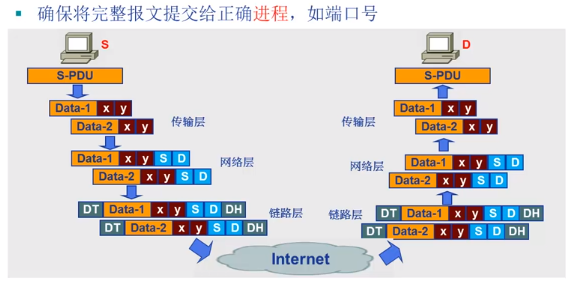 ▪ 确保将完整报文提交给正确进程，如端口号
S
D
S-PDU
S-PDU
Data-1 x y
Data-2 x y
传输层
传输层
Data-1 x y
Data-2 x y
Data-1 x y S D
Data-2 x y S D
网络层
网络层
Data-1 x y S D
Data-2 x y S D
DT Data-1 x y S D DH
DT Data-2 x y S D DH
链路层
链路层
DT Data-1 x y S D DH
DT Data-2 x y S D DH
Internet